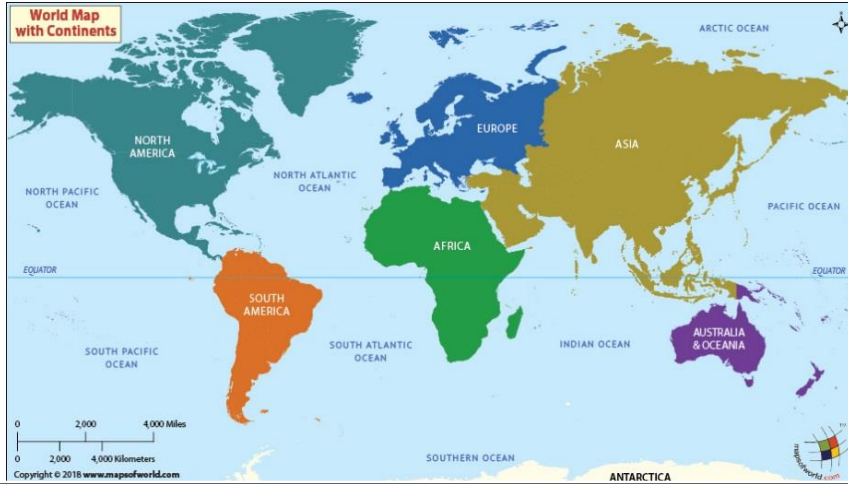 World Map
with Continents
ARCTIC OCEAN
NORTH
AMERICA
EUROPE
ASIA
NORTH ATLANTIC
OCEAN
NORTH PACIFIC
OCEAN
PACIFIC OCEAN
AFRICA
EQUATOR
EQUATOR
SOUTH
AMERICA
AUSTRALIA
& OCEANIA
SOUTH PACIFIC
OCEAN
SOUTH ATLANTIC
OCEAN
INDIAN OCEAN
0 2,000 4,000 Miles
0 2,000 4,000 Kilometers
Copyright © 2018 www.mapsofworld.com
SOUTHERN OCEAN
ANTARCTICA
mapsofworld.com